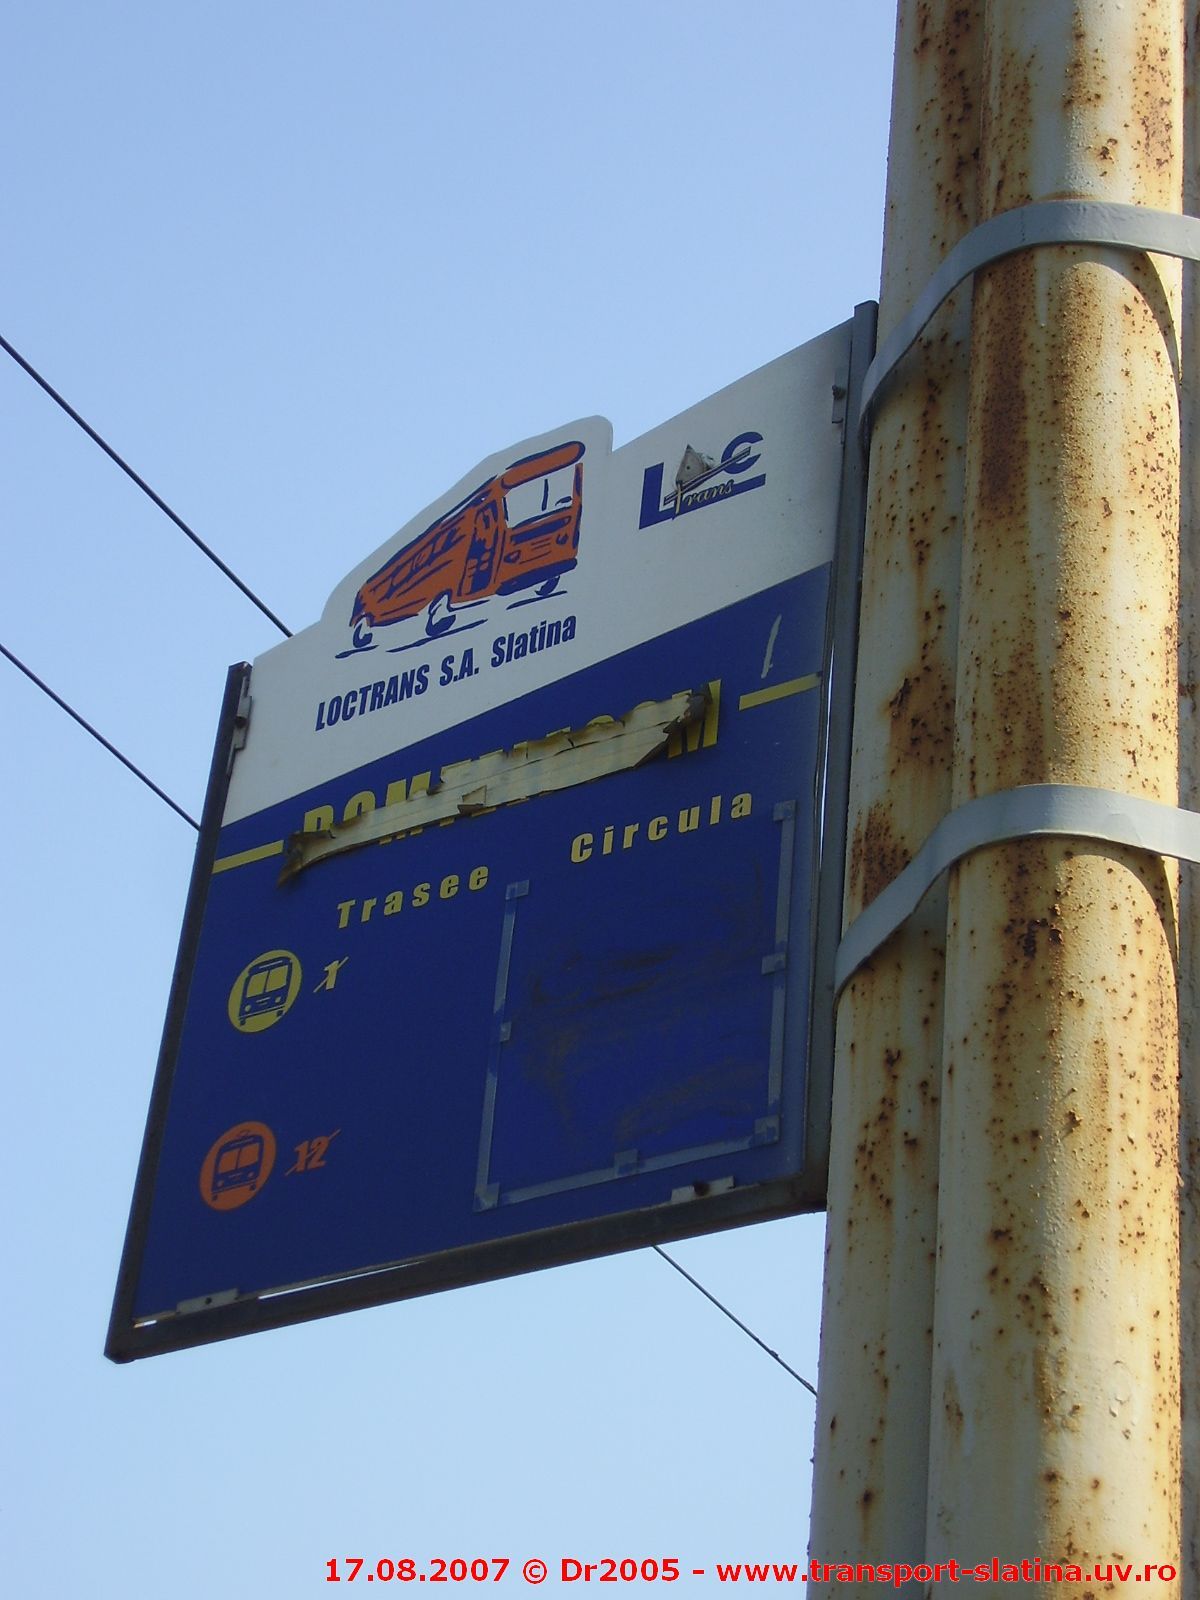 Loc
Trans
LOCTRANS S.A. Slatina
Trasee Circula
1
12
17.08.2007 © Dr2005 - www.transport-slatina.uv.ro